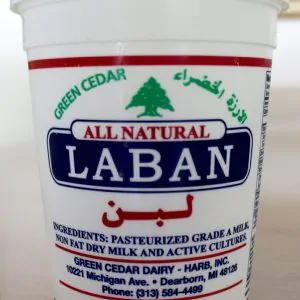 GREEN CEDAR
الأرزة الخضراء
ALL NATURAL
LABAN
لبن
INGREDIENTS: PASTEURIZED GRADE A MILK,
NON FAT DRY MILK AND ACTIVE CULTURES.
GREEN CEDAR DAIRY - HARB, INC.
10221 Michigan Ave. • Dearborn, MI 48126
Phone: (313) 584-4499